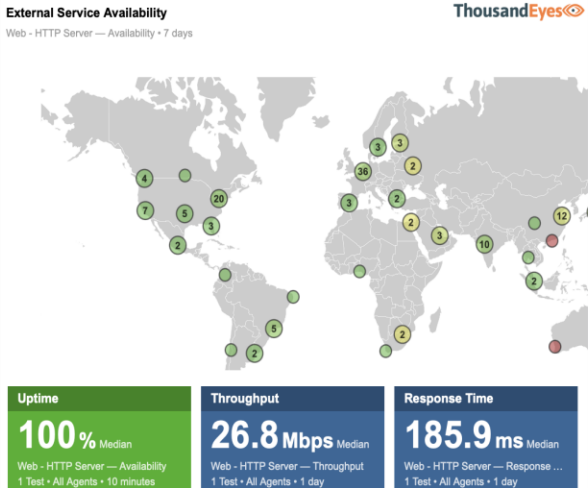 External Service Availability
ThousandEyes
Web - HTTP Server — Availability • 7 days
3
3
36
2
4
20
3
2
7
5
3
2
12
2
3
10
2
2
5
2
2
Uptime
100% Median
Web - HTTP Server — Availability
1 Test • All Agents • 10 minutes
Throughput
26.8 Mbps Median
Web - HTTP Server — Throughput
1 Test • All Agents • 1 day
Response Time
185.9 ms Median
Web - HTTP Server — Response ...
1 Test • All Agents • 1 day